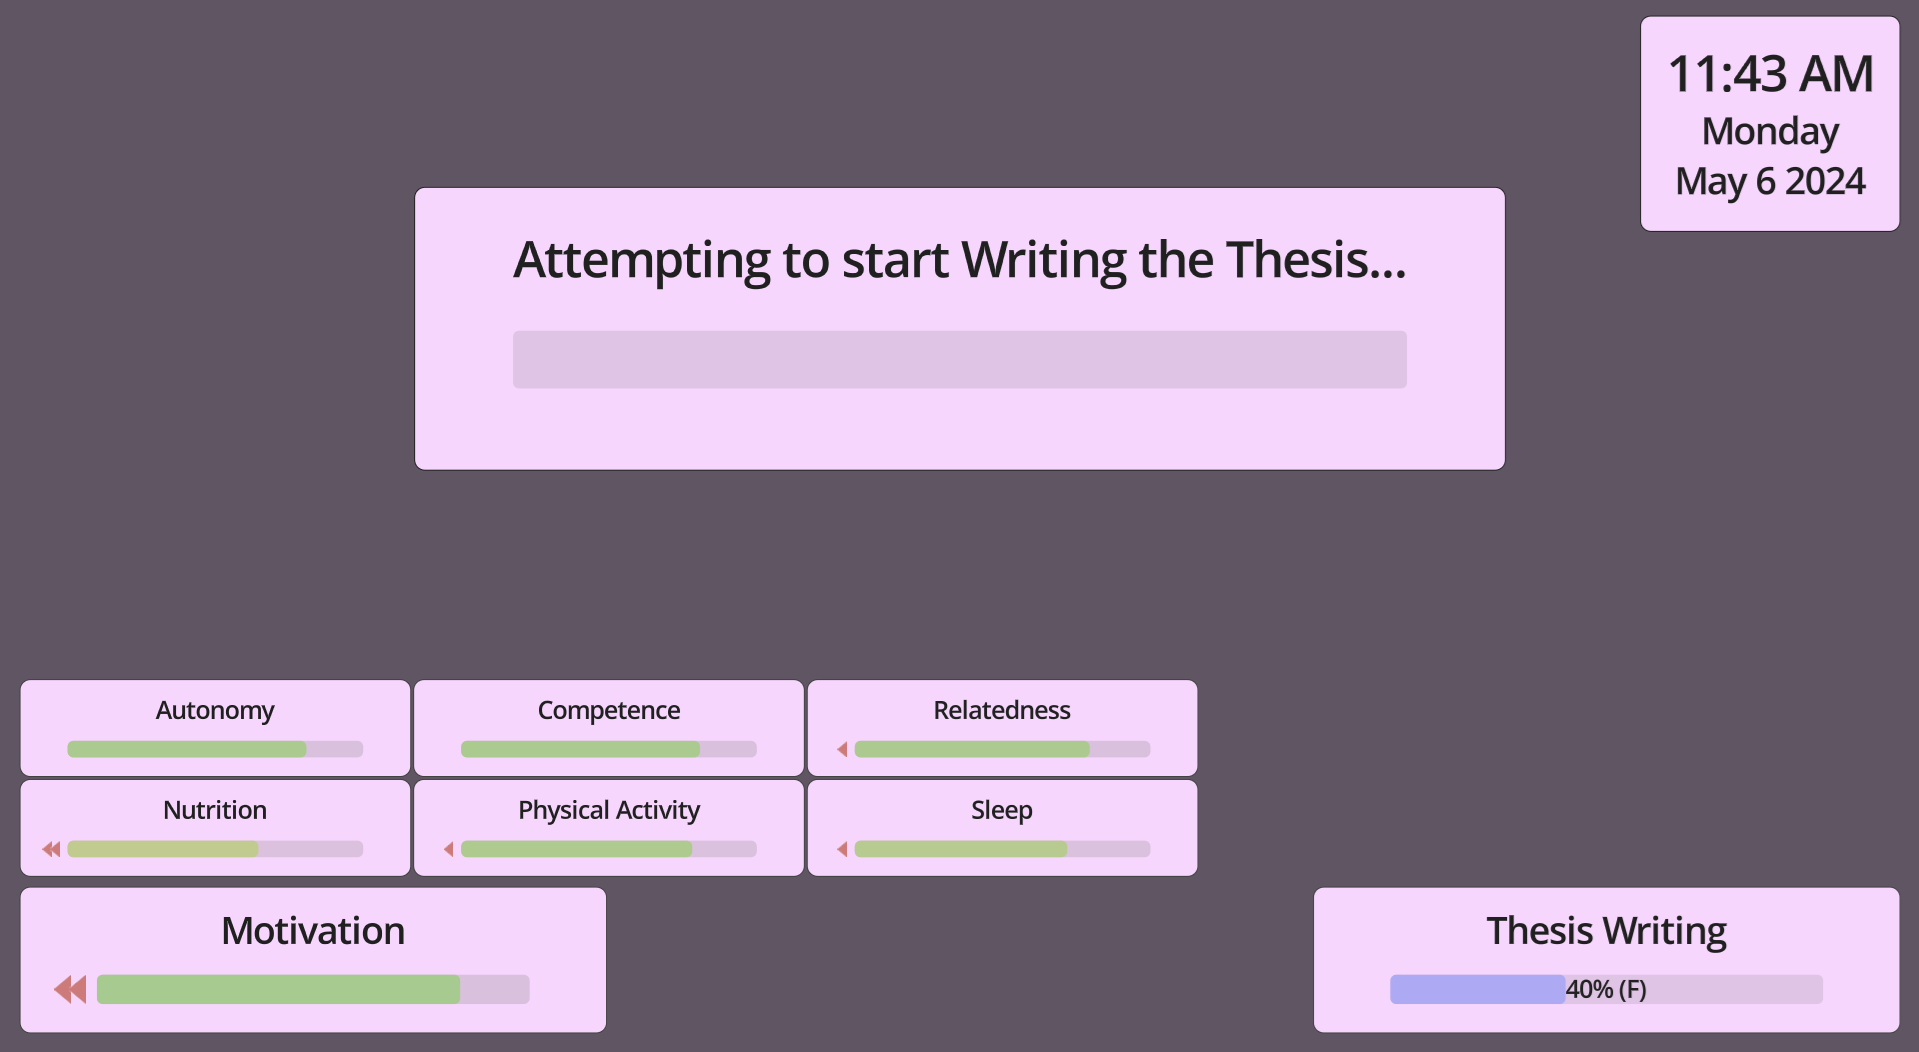 11:43 AM
Monday
May 6 2024
Attempting to start Writing the Thesis...
Autonomy
Competence
Relatedness
Nutrition
Physical Activity
Sleep
Motivation
Thesis Writing
40% (F)